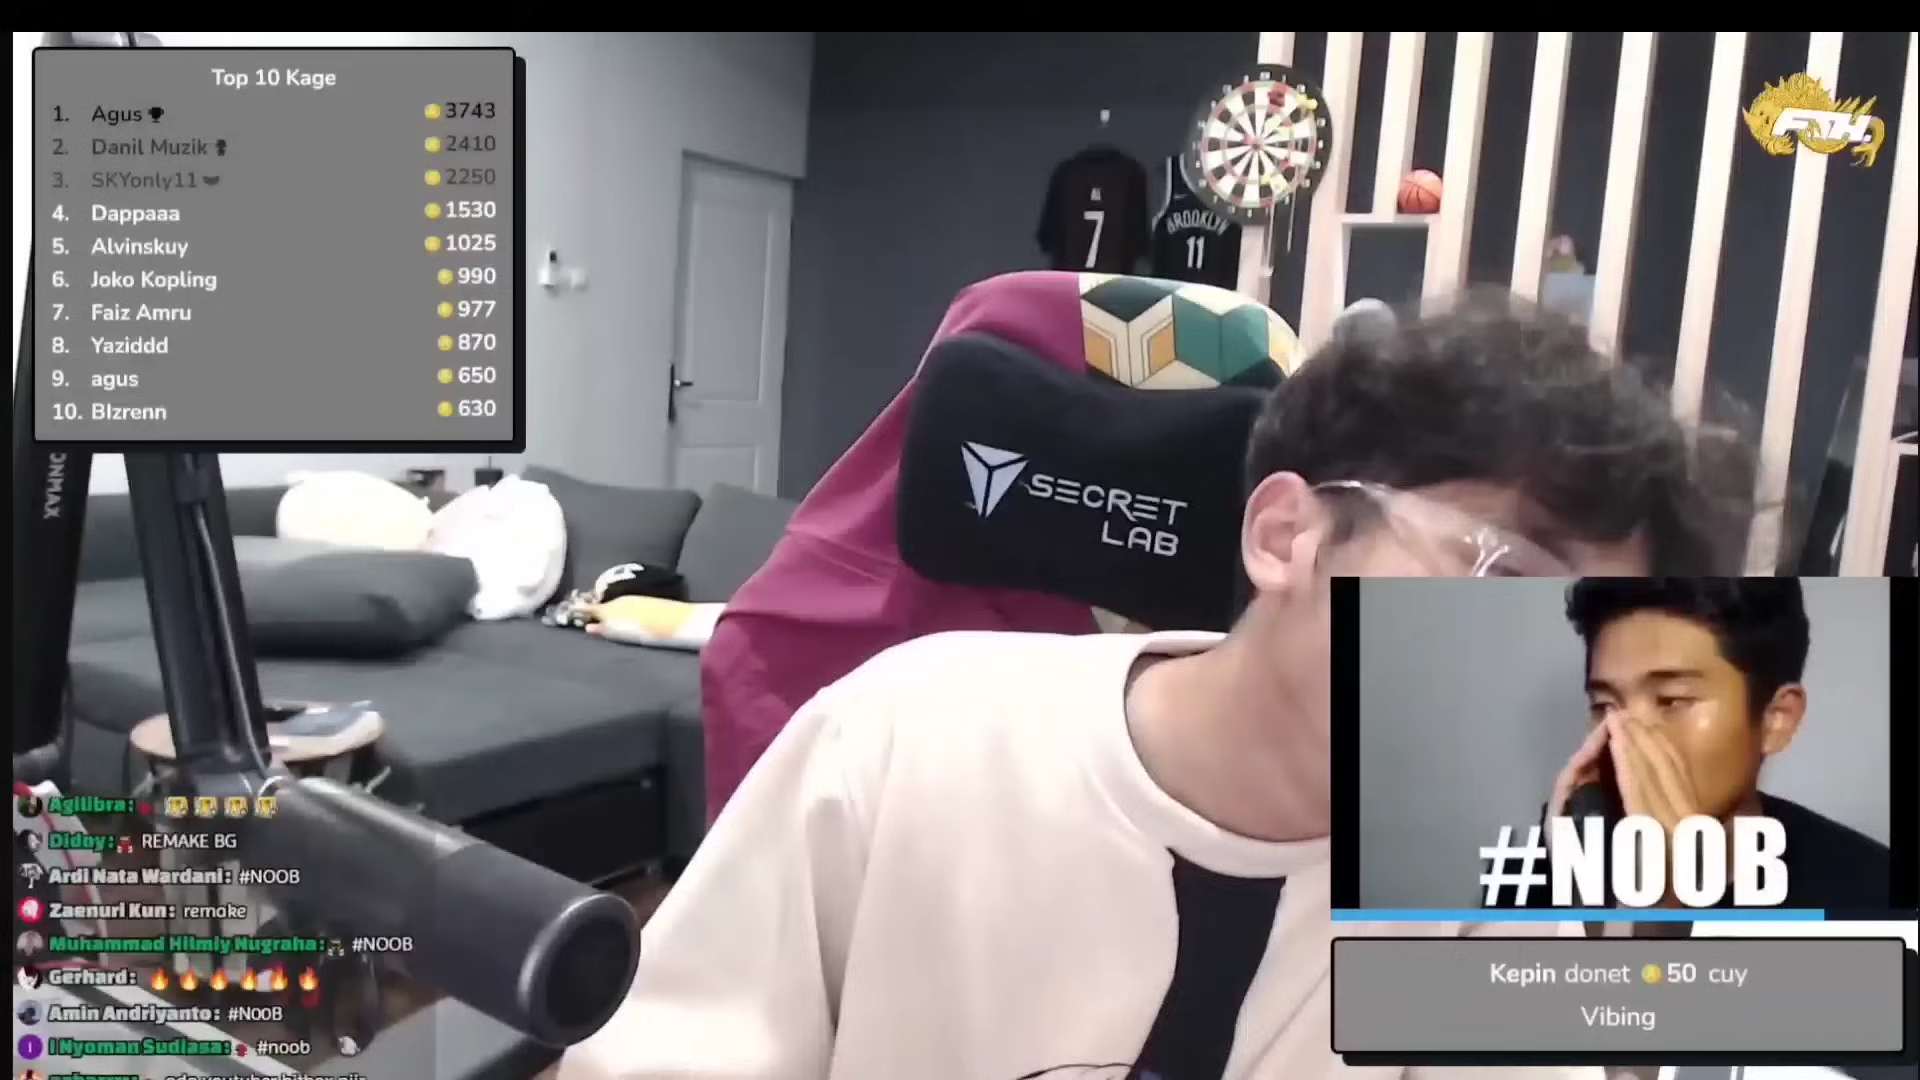 Top 10 Kage
1. Agus 3743
2. Danil Muzik 2410
3. SKYonly11 2250
4. Dappaaa 1530
5. Alvinskuy 1025
6. Joko Kopling 990
7. Faiz Amru 977
8. Yaziddd 870
9. agus 650
10. Blzrenn 630
AL
7
BROOKLYN
11
SECRET
LAB
Agilibra:
Didoy: REMAKE BG
Ardi Nata Wardani: #NOOB
Zaenuri Kun: remake
Muhammad Hilmly Nugraha: #NOOB
Gerhard:
Amin Andriyanto: #NooB
I Nyoman Sudiasa: #noob
#NOOB
Kepin donet 50 cuy
Vibing